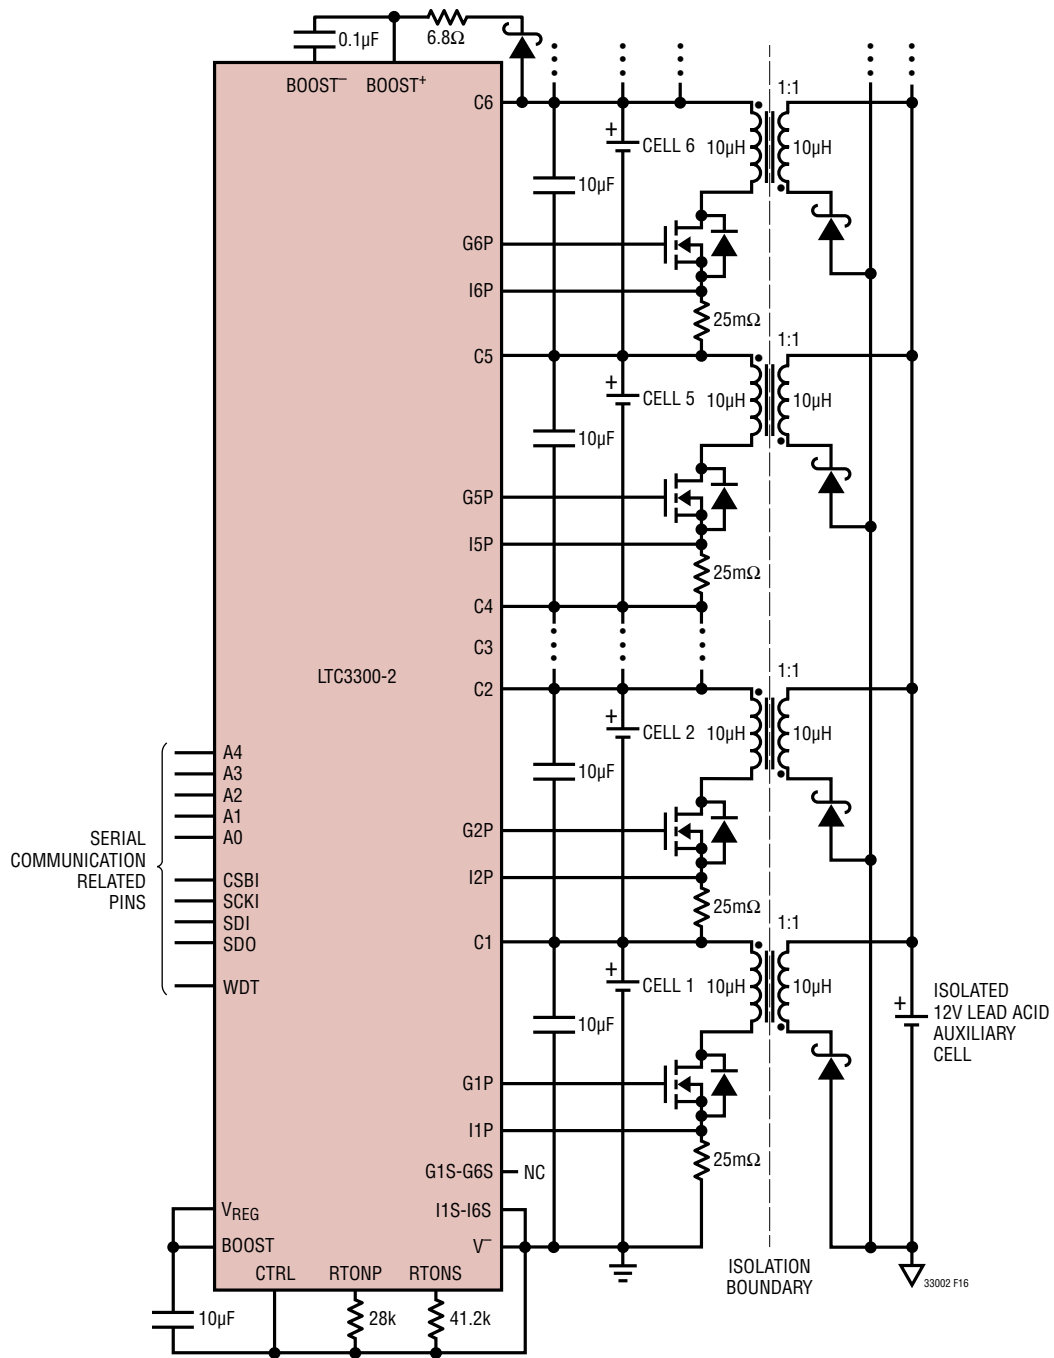 0.1µF
6.8Ω
BOOST– BOOST+
C6
1:1
CELL 6
10µH
10µH
10µF
G6P
I6P
25mΩ
C5
1:1
CELL 5
10µH
10µH
10µF
G5P
I5P
25mΩ
C4
C3
LTC3300-2
C2
1:1
CELL 2
10µH
10µH
10µF
G2P
I2P
25mΩ
SERIAL
COMMUNICATION
RELATED
PINS
A4
A3
A2
A1
A0
CSBI
SCKI
SDI
SDO
WDT
C1
1:1
CELL 1
10µH
10µH
10µF
G1P
I1P
25mΩ
+
+
+
+
+
ISOLATED
12V LEAD ACID
AUXILIARY
CELL
G1S-G6S
NC
VREG
I1S-I6S
BOOST
V–
CTRL
RTONP
RTONS
10µF
28k
41.2k
ISOLATION
BOUNDARY
33002 F16